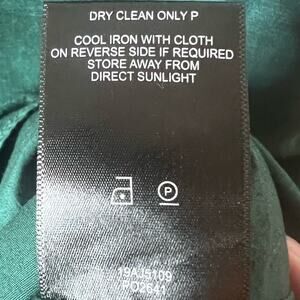 DRY CLEAN ONLY P
COOL IRON WITH CLOTH
ON REVERSE SIDE IF REQUIRED
STORE AWAY FROM
DIRECT SUNLIGHT
P
19AJ5109
PO2641